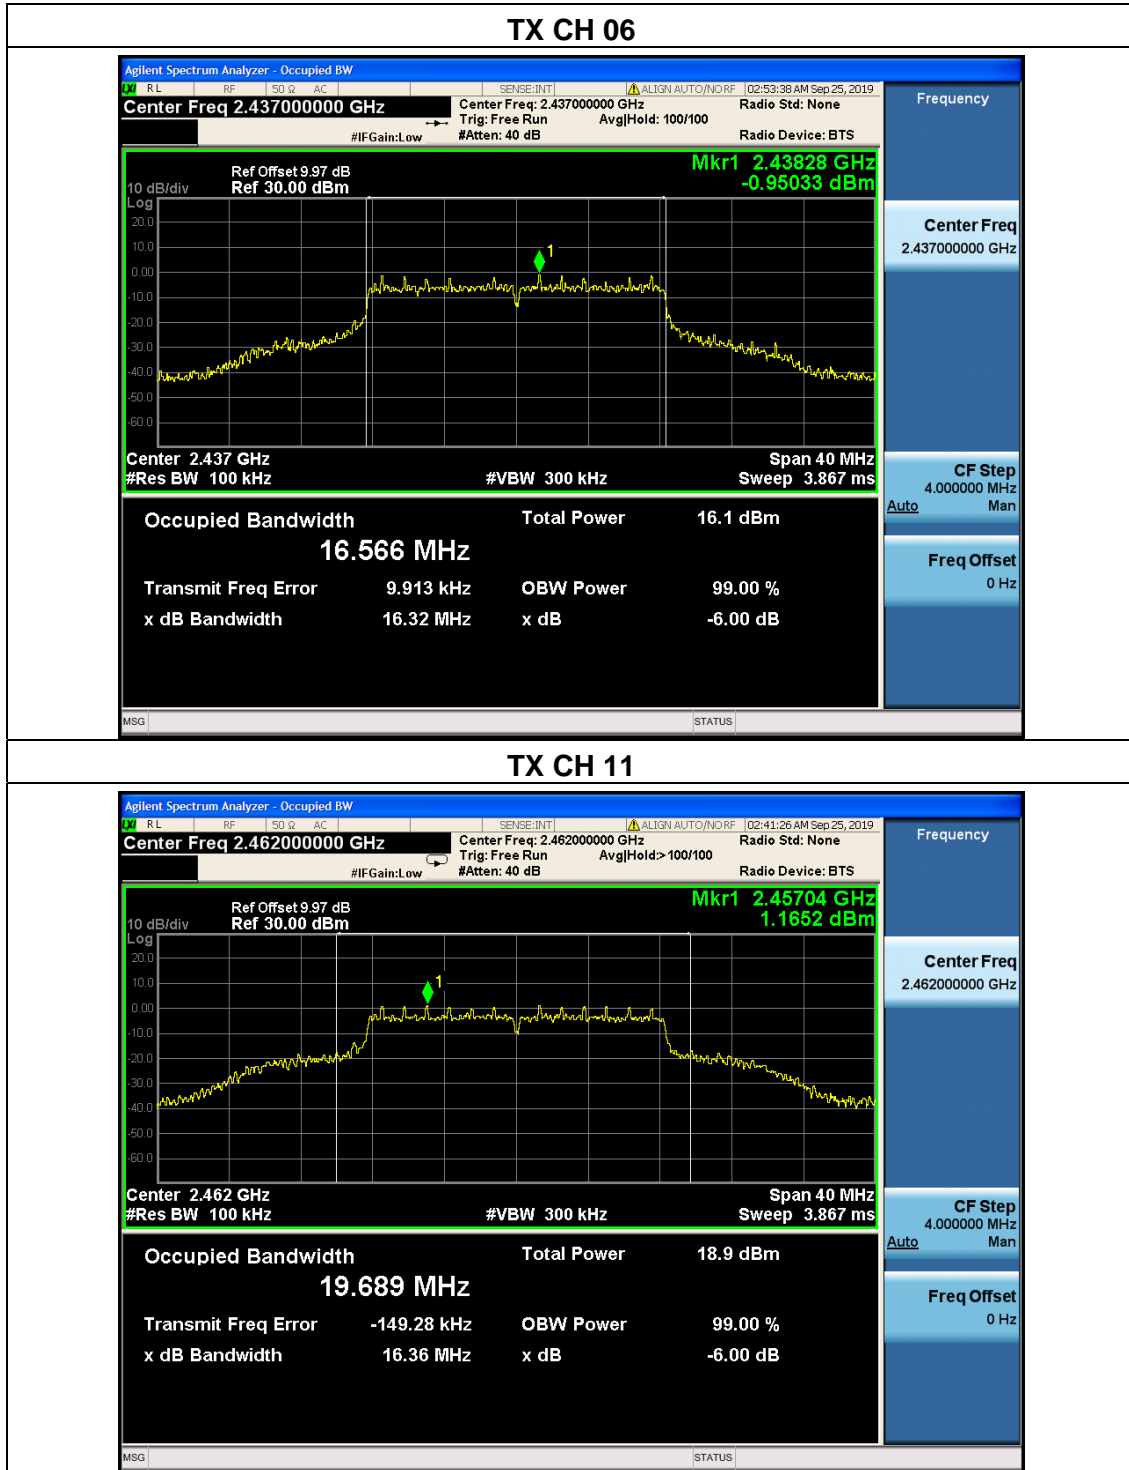 TX CH 06
Agilent Spectrum Analyzer - Occupied BW
LXI RL RF 50 Ω AC SENSE:INT ALIGN AUTO/NO RF 02:53:38 AM Sep 25, 2019
Center Freq 2.437000000 GHz Center Freq: 2.437000000 GHz Radio Std: None Frequency
Trig: Free Run Avg|Hold: 100/100
#IFGain:Low #Atten: 40 dB Radio Device: BTS
Mkr1 2.43828 GHz
Ref Offset 9.97 dB -0.95033 dBm
10 dB/div Ref 30.00 dBm
Log
20.0
10.0
0.00
-10.0
-20.0
-30.0
-40.0
-50.0
-60.0
1
Center Freq
2.437000000 GHz
Center 2.437 GHz Span 40 MHz
#Res BW 100 kHz #VBW 300 kHz Sweep 3.867 ms
CF Step
4.000000 MHz
Auto Man
Occupied Bandwidth Total Power 16.1 dBm
16.566 MHz
Freq Offset
0 Hz
Transmit Freq Error 9.913 kHz OBW Power 99.00 %
x dB Bandwidth 16.32 MHz x dB -6.00 dB
MSG STATUS
TX CH 11
Agilent Spectrum Analyzer - Occupied BW
LXI RL RF 50 Ω AC SENSE:INT ALIGN AUTO/NO RF 02:41:26 AM Sep 25, 2019
Center Freq 2.462000000 GHz Center Freq: 2.462000000 GHz Radio Std: None Frequency
Trig: Free Run Avg|Hold:> 100/100
#IFGain:Low #Atten: 40 dB Radio Device: BTS
Mkr1 2.45704 GHz
Ref Offset 9.97 dB 1.1652 dBm
10 dB/div Ref 30.00 dBm
Log
20.0
10.0
0.00
-10.0
-20.0
-30.0
-40.0
-50.0
-60.0
1
Center Freq
2.462000000 GHz
Center 2.462 GHz Span 40 MHz
#Res BW 100 kHz #VBW 300 kHz Sweep 3.867 ms
CF Step
4.000000 MHz
Auto Man
Occupied Bandwidth Total Power 18.9 dBm
19.689 MHz
Freq Offset
0 Hz
Transmit Freq Error -149.28 kHz OBW Power 99.00 %
x dB Bandwidth 16.36 MHz x dB -6.00 dB
MSG STATUS